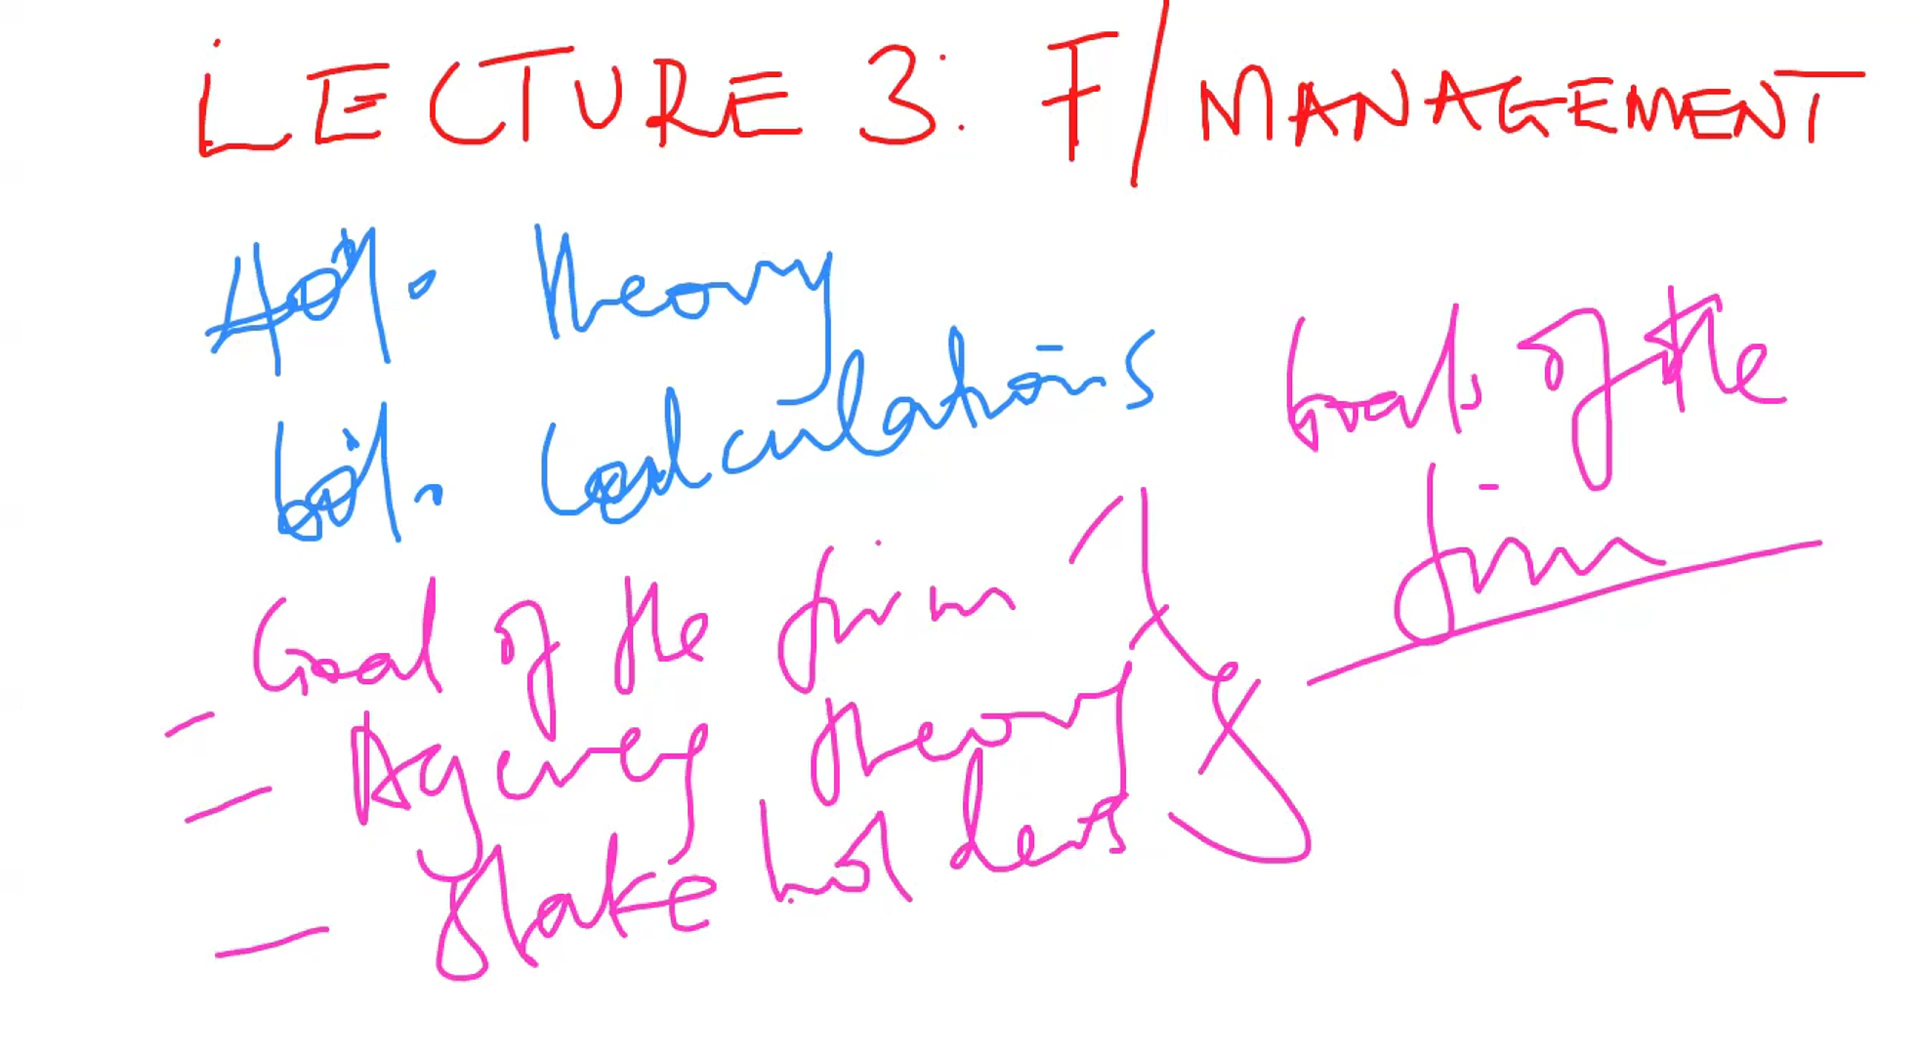 LECTURE 3: F/MANAGEMENT
40% theory
60% Calculations
Goals of the
firm
- Goal of the firm
- Agency theory
- Stakeholders